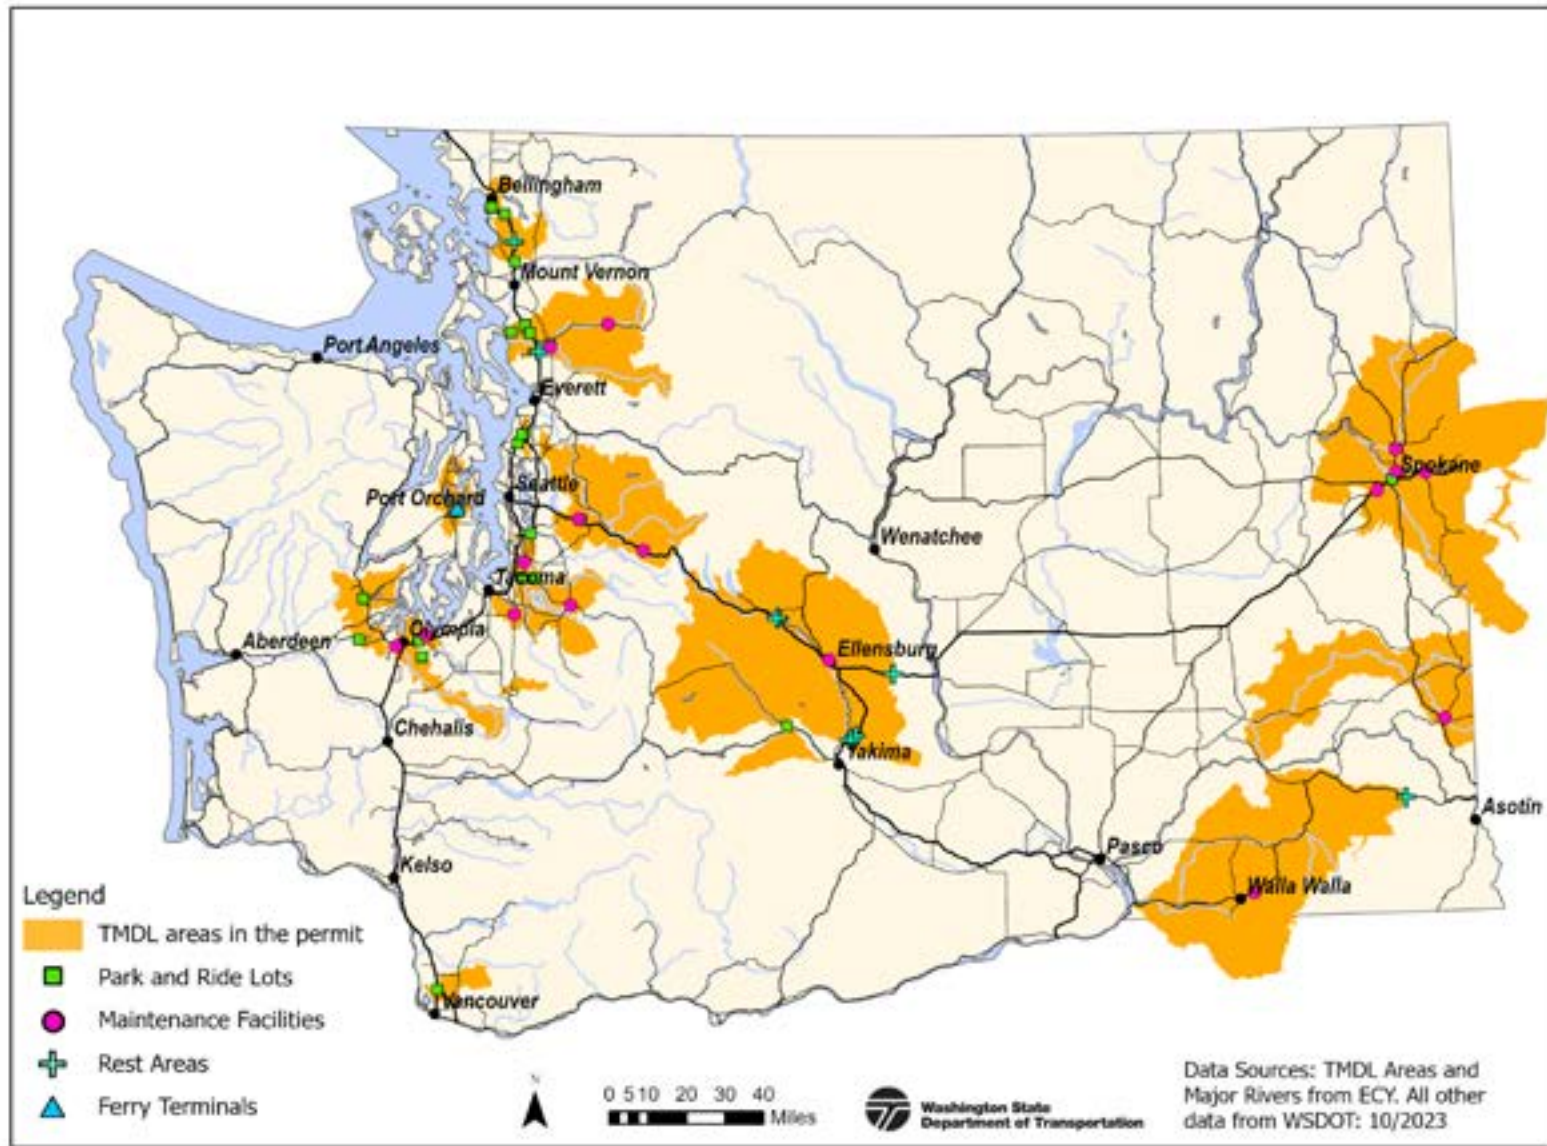 Bellingham
Mount Vernon
Port Angeles
Everett
Port Orchard
Seattle
Spokane
Wenatchee
Tacoma
Olympia
Aberdeen
Ellensburg
Chehalis
Yakima
Asotin
Pasco
Kelso
Walla Walla
Vancouver
Legend
TMDL areas in the permit
Park and Ride Lots
Maintenance Facilities
Rest Areas
Ferry Terminals
N
0 5 10 20 30 40
Miles
Washington State
Department of Transportation
Data Sources: TMDL Areas and
Major Rivers from ECY. All other
data from WSDOT: 10/2023